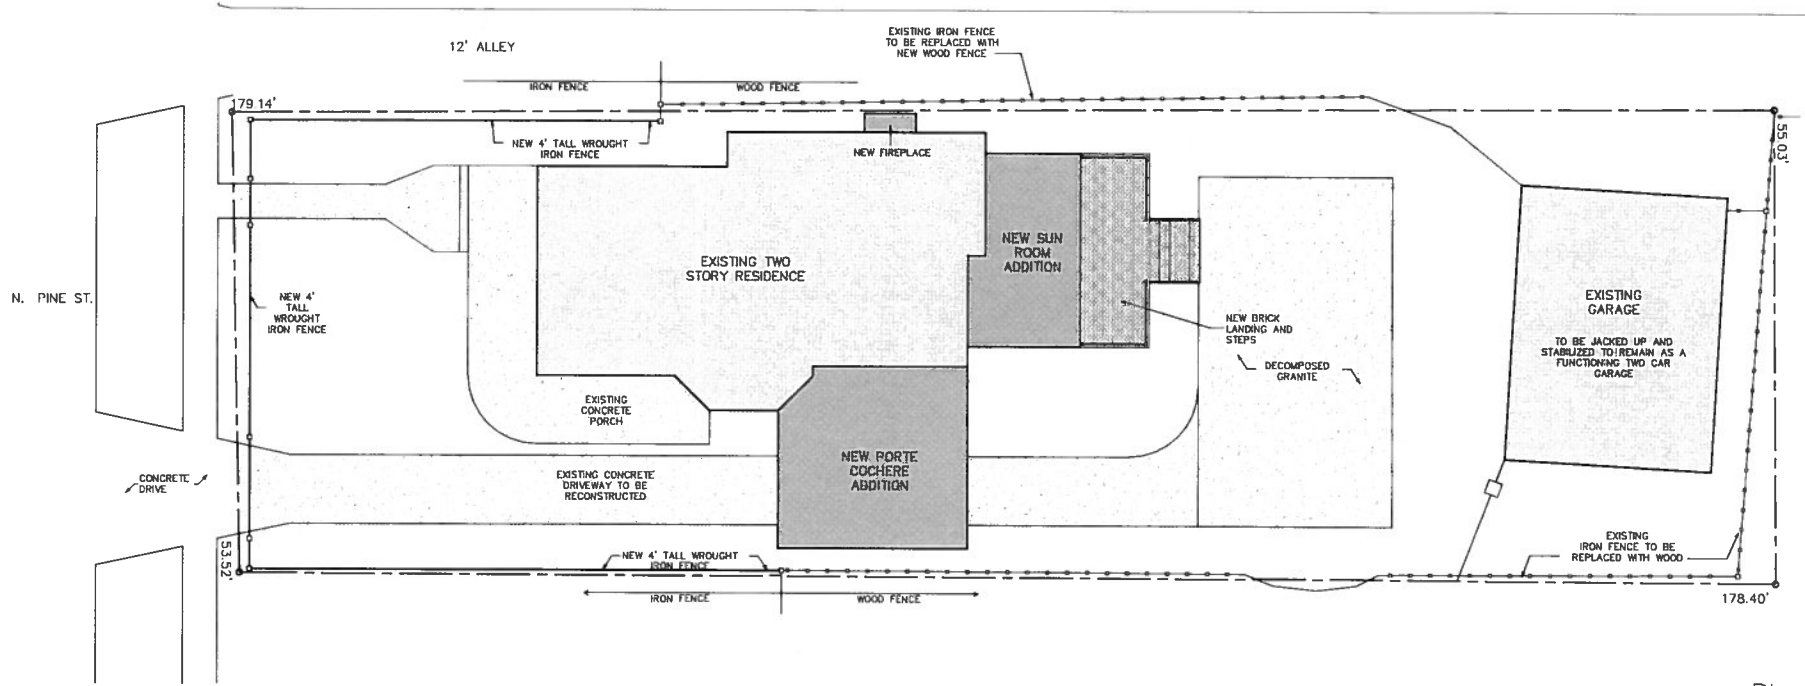 12' ALLEY
EXISTING IRON FENCE
TO BE REPLACED WITH
NEW WOOD FENCE
IRON FENCE
WOOD FENCE
179.14'
55.03'
NEW 4' TALL WROUGHT
IRON FENCE
NEW FIREPLACE
N. PINE ST.
NEW 4'
TALL
WROUGHT
IRON FENCE
EXISTING TWO
STORY RESIDENCE
NEW SUN
ROOM
ADDITION
NEW BRICK
LANDING AND
STEPS
DECOMPOSED
GRANITE
EXISTING
GARAGE
TO BE JACKED UP AND
STABILIZED TO REMAIN AS A
FUNCTIONING TWO CAR
GARAGE
EXISTING
CONCRETE
PORCH
CONCRETE
DRIVE
EXISTING CONCRETE
DRIVEWAY TO BE
RECONSTRUCTED
NEW PORTE
COCHERE
ADDITION
53.52'
NEW 4' TALL WROUGHT
IRON FENCE
EXISTING
IRON FENCE TO BE
REPLACED WITH WOOD
IRON FENCE
WOOD FENCE
178.40'